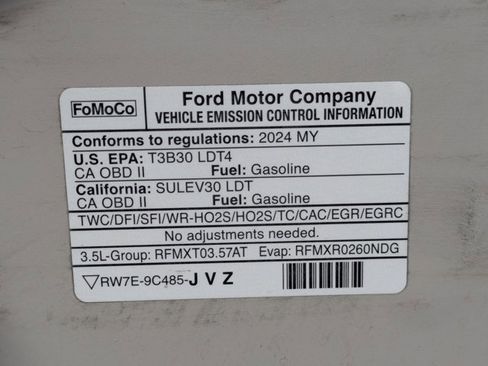 FoMoCo
Ford Motor Company
VEHICLE EMISSION CONTROL INFORMATION
Conforms to regulations: 2024 MY
U.S. EPA: T3B30 LDT4
CA OBD II Fuel: Gasoline
California: SULEV30 LDT
CA OBD II Fuel: Gasoline
TWC/DFI/SFI/WR-HO2S/HO2S/TC/CAC/EGR/EGRC
No adjustments needed.
3.5L-Group: RFMXT03.57AT Evap: RFMXR0260NDG
▽RW7E-9C485-J V Z